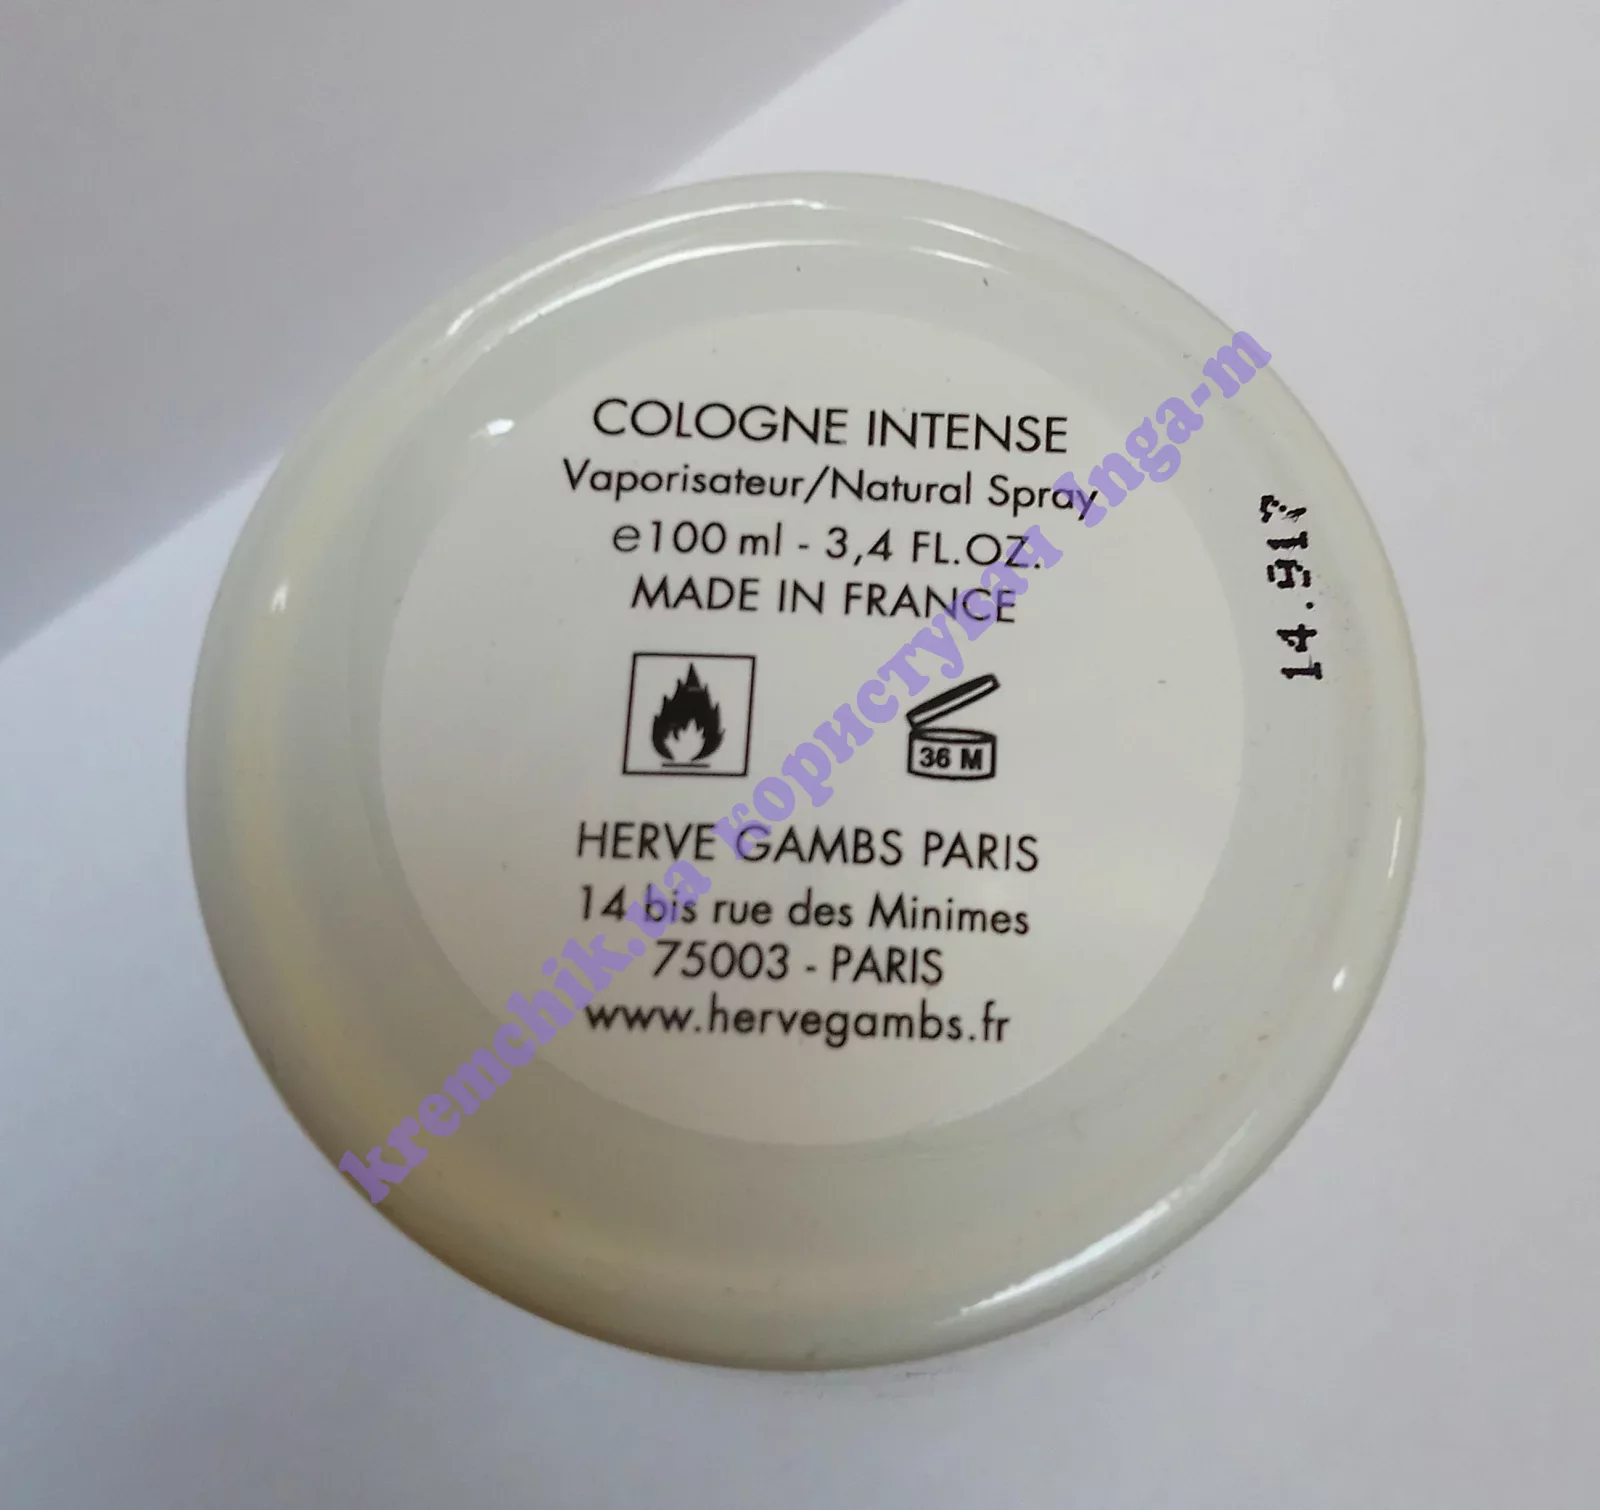 COLOGNE INTENSE
Vaporisateur/Natural Spray
e100 ml - 3,4 FL.OZ.
MADE IN FRANCE
36 M
HERVE GAMBS PARIS
14 bis rue des Minimes
75003 - PARIS
www.hervegambs.fr
kremchik.ua користувач Inga-m